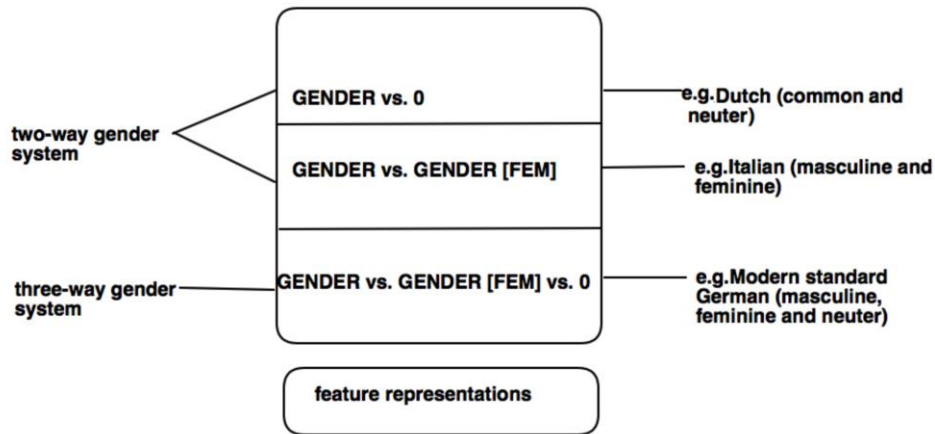 GENDER vs. 0
e.g.Dutch (common and
neuter)
two-way gender
system
GENDER vs. GENDER [FEM]
e.g.Italian (masculine and
feminine)
three-way gender
system
GENDER vs. GENDER [FEM] vs. 0
e.g.Modern standard
German (masculine,
feminine and neuter)
feature representations